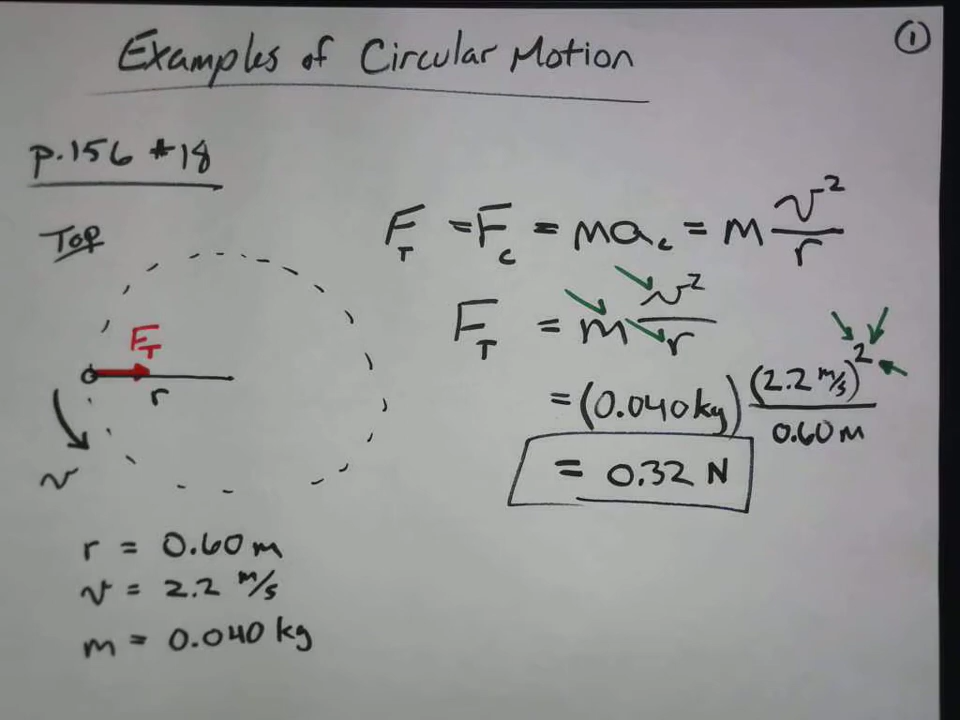 Examples of Circular Motion
①
p.156 #18
Top
F_T
r
v
r = 0.60 m
v = 2.2 m/s
m = 0.040 kg
F_T = F_c = ma_c = m v²/r
F_T = m v²/r
= (0.040 kg) (2.2 m/s)²/0.60 m
= 0.32 N